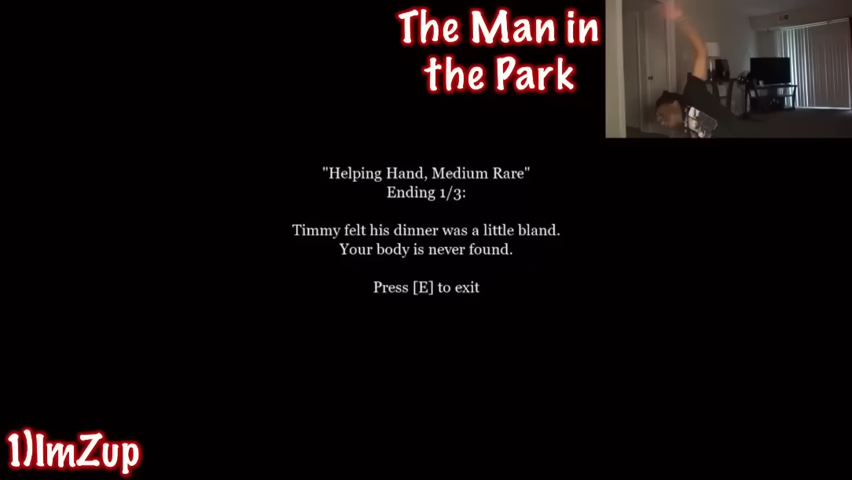 The Man in
the Park
"Helping Hand, Medium Rare"
Ending 1/3:
Timmy felt his dinner was a little bland.
Your body is never found.
Press [E] to exit
1)ImZup